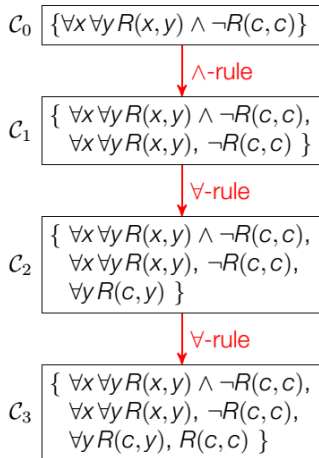 C₀ {∀x ∀y R(x, y) ∧ ¬R(c, c)}
∧-rule
{ ∀x ∀y R(x, y) ∧ ¬R(c, c),
C₁ ∀x ∀y R(x, y), ¬R(c, c) }
∀-rule
{ ∀x ∀y R(x, y) ∧ ¬R(c, c),
C₂ ∀x ∀y R(x, y), ¬R(c, c),
∀y R(c, y) }
∀-rule
{ ∀x ∀y R(x, y) ∧ ¬R(c, c),
C₃ ∀x ∀y R(x, y), ¬R(c, c),
∀y R(c, y), R(c, c) }